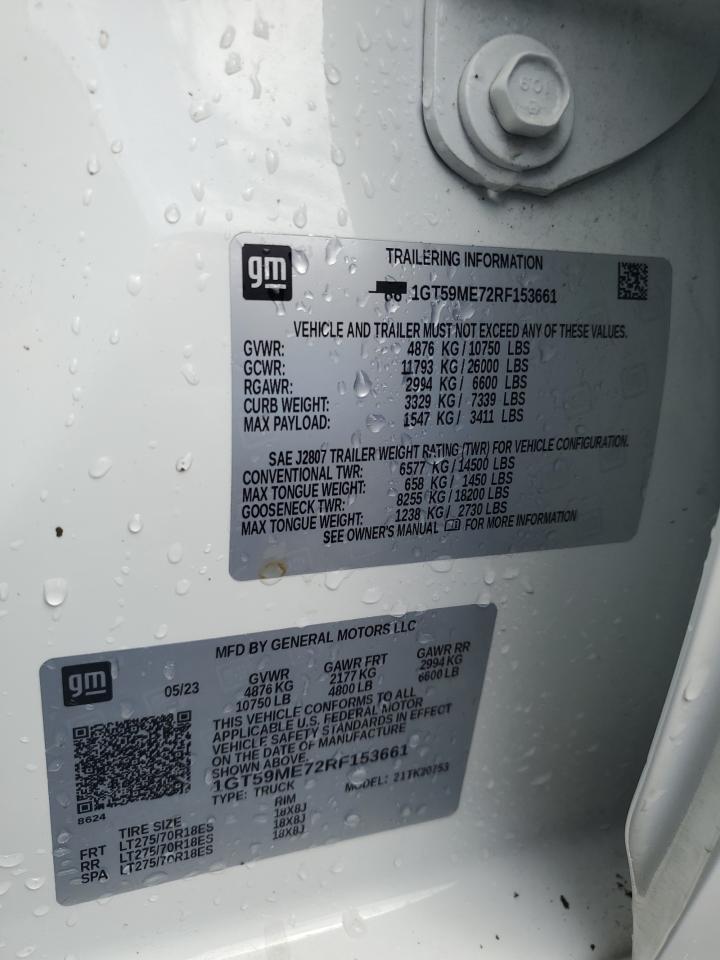 109
gm
TRAILERING INFORMATION
1GT59ME72RF153661
VEHICLE AND TRAILER MUST NOT EXCEED ANY OF THESE VALUES.
GVWR: 4876 KG / 10750 LBS
GCWR: 11793 KG / 26000 LBS
RGAWR: 2994 KG / 6600 LBS
CURB WEIGHT: 3329 KG / 7339 LBS
MAX PAYLOAD: 1547 KG / 3411 LBS
SAE J2807 TRAILER WEIGHT RATING (TWR) FOR VEHICLE CONFIGURATION.
CONVENTIONAL TWR: 6577 KG / 14500 LBS
MAX TONGUE WEIGHT: 658 KG / 1450 LBS
GOOSENECK TWR: 8255 KG / 18200 LBS
MAX TONGUE WEIGHT: 1238 KG / 2730 LBS
SEE OWNER'S MANUAL FOR MORE INFORMATION
gm
MFD BY GENERAL MOTORS LLC
05/23 GVWR GAWR FRT GAWR RR
4876 KG 2177 KG 2994 KG
10750 LB 4800 LB 6600 LB
THIS VEHICLE CONFORMS TO ALL
APPLICABLE U.S. FEDERAL MOTOR
VEHICLE SAFETY STANDARDS IN EFFECT
ON THE DATE OF MANUFACTURE
SHOWN ABOVE.
1GT59ME72RF153661
TYPE: TRUCK MODEL: 21TK30753
8624
TIRE SIZE RIM
FRT LT275/70R18ES 18X8J
RR LT275/70R18ES 18X8J
SPA LT275/70R18ES 18X8J